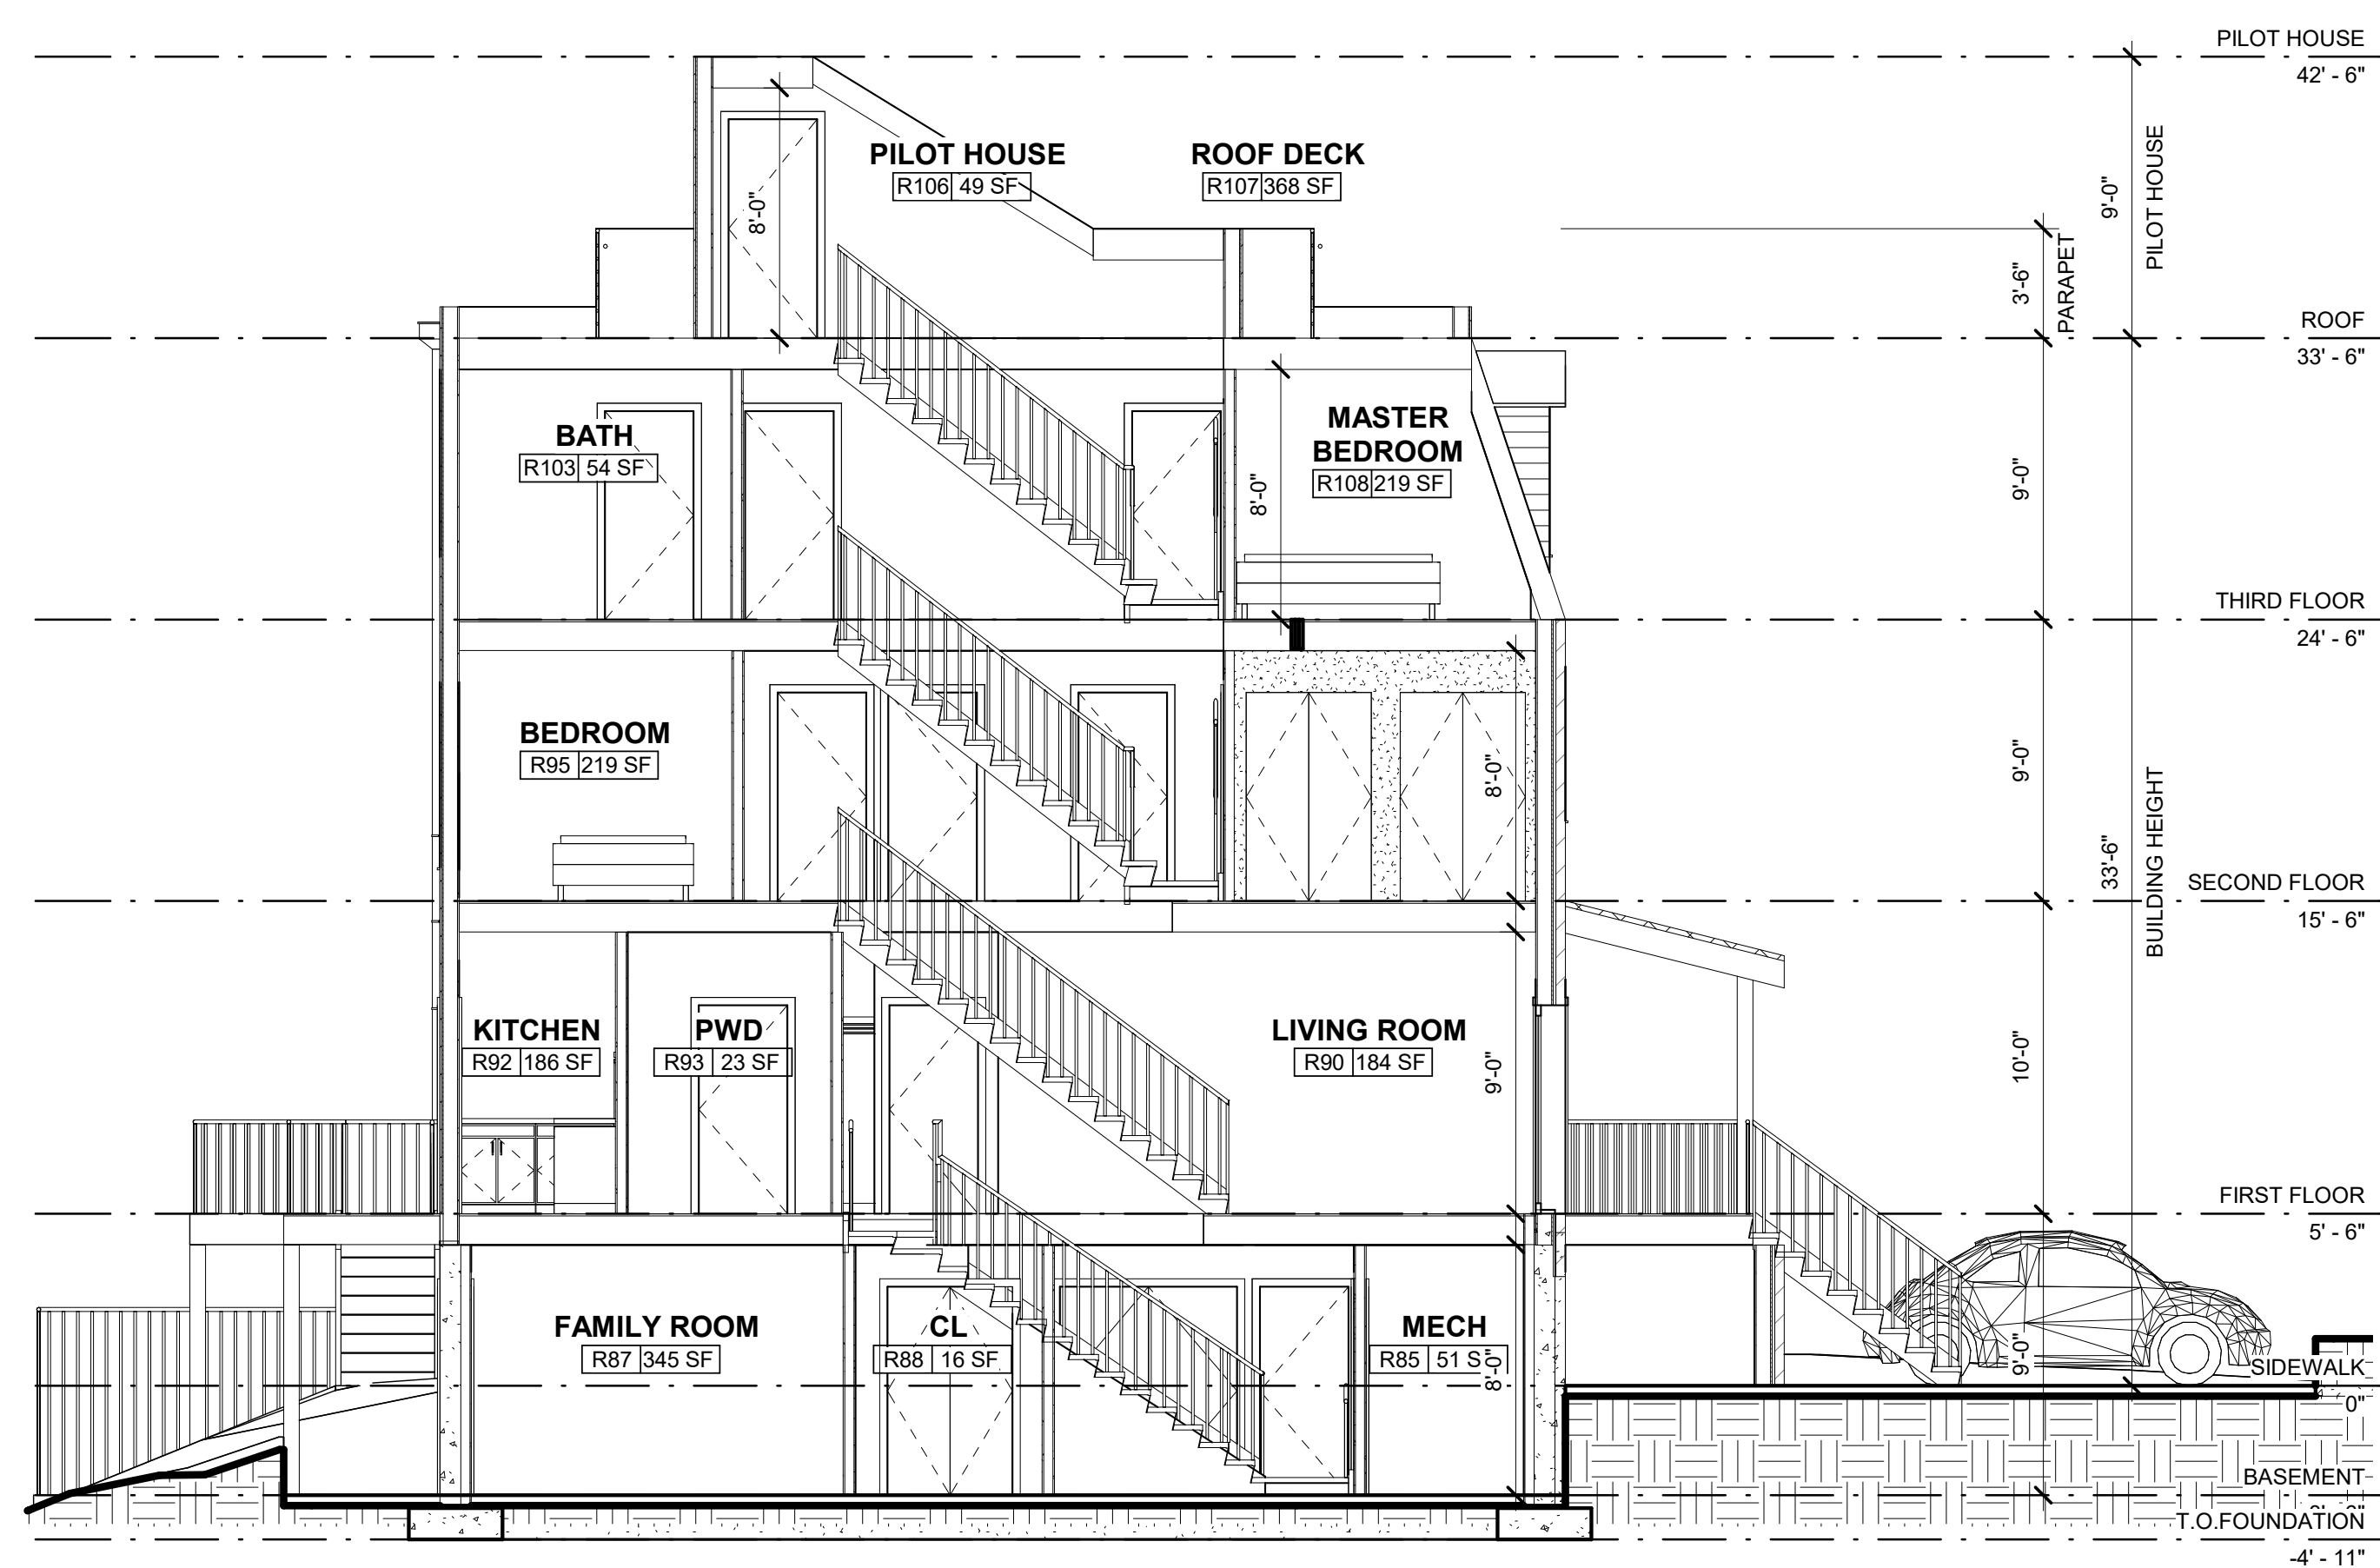 PILOT HOUSE
42' - 6"
PILOT HOUSE
R106 49 SF
ROOF DECK
R107 368 SF
8'-0"
9'-0"
PILOT HOUSE
3'-6"
PARAPET
ROOF
33' - 6"
BATH
R103 54 SF
MASTER
BEDROOM
R108 219 SF
8'-0"
9'-0"
THIRD FLOOR
24' - 6"
BEDROOM
R95 219 SF
8'-0"
9'-0"
33'-6"
BUILDING HEIGHT
SECOND FLOOR
15' - 6"
KITCHEN
R92 186 SF
PWD
R93 23 SF
LIVING ROOM
R90 184 SF
9'-0"
10'-0"
FIRST FLOOR
5' - 6"
FAMILY ROOM
R87 345 SF
CL
R88 16 SF
MECH
R85 51 S
8'-0"
9'-0"
SIDEWALK
0"
BASEMENT
T.O.FOUNDATION
-4' - 11"